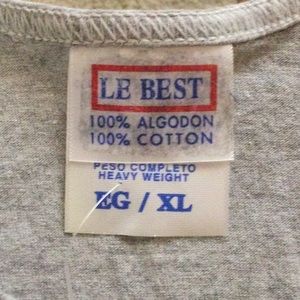 LE BEST
100% ALGODON
100% COTTON
PESO COMPLETO
HEAVY WEIGHT
EG / XL